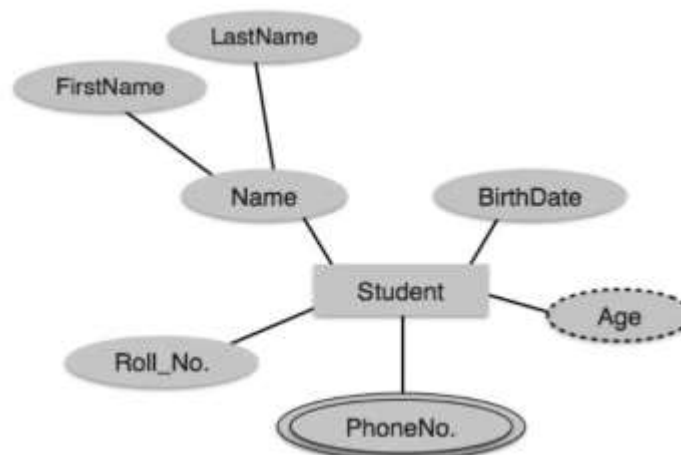 LastName
FirstName
Name
BirthDate
Student
Age
Roll_No.
PhoneNo.